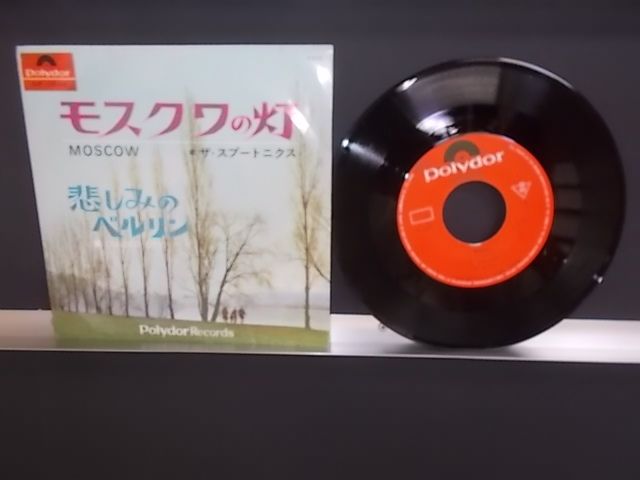 Polydor
モスクワの灯
MOSCOW
ザ・スプートニクス
悲しみの
ベルリン
Polydor Records
Polydor